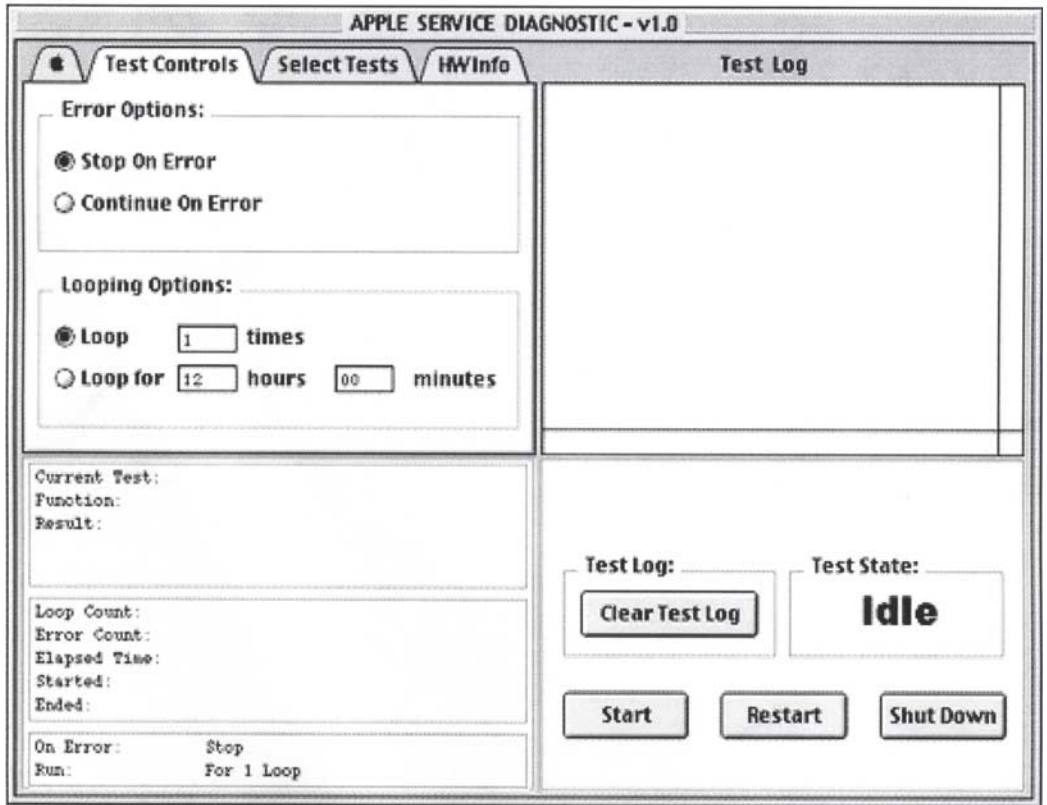 APPLE SERVICE DIAGNOSTIC - v1.0
Test Controls
Select Tests
HW Info
Test Log
Error Options:
Stop On Error
Continue On Error
Looping Options:
Loop 1 times
Loop for 12 hours 00 minutes
Current Test:
Function:
Result:
Loop Count:
Error Count:
Elapsed Time:
Started:
Ended:
On Error: Stop
Run: For 1 Loop
Test Log:
Clear Test Log
Test State:
Idle
Start
Restart
Shut Down